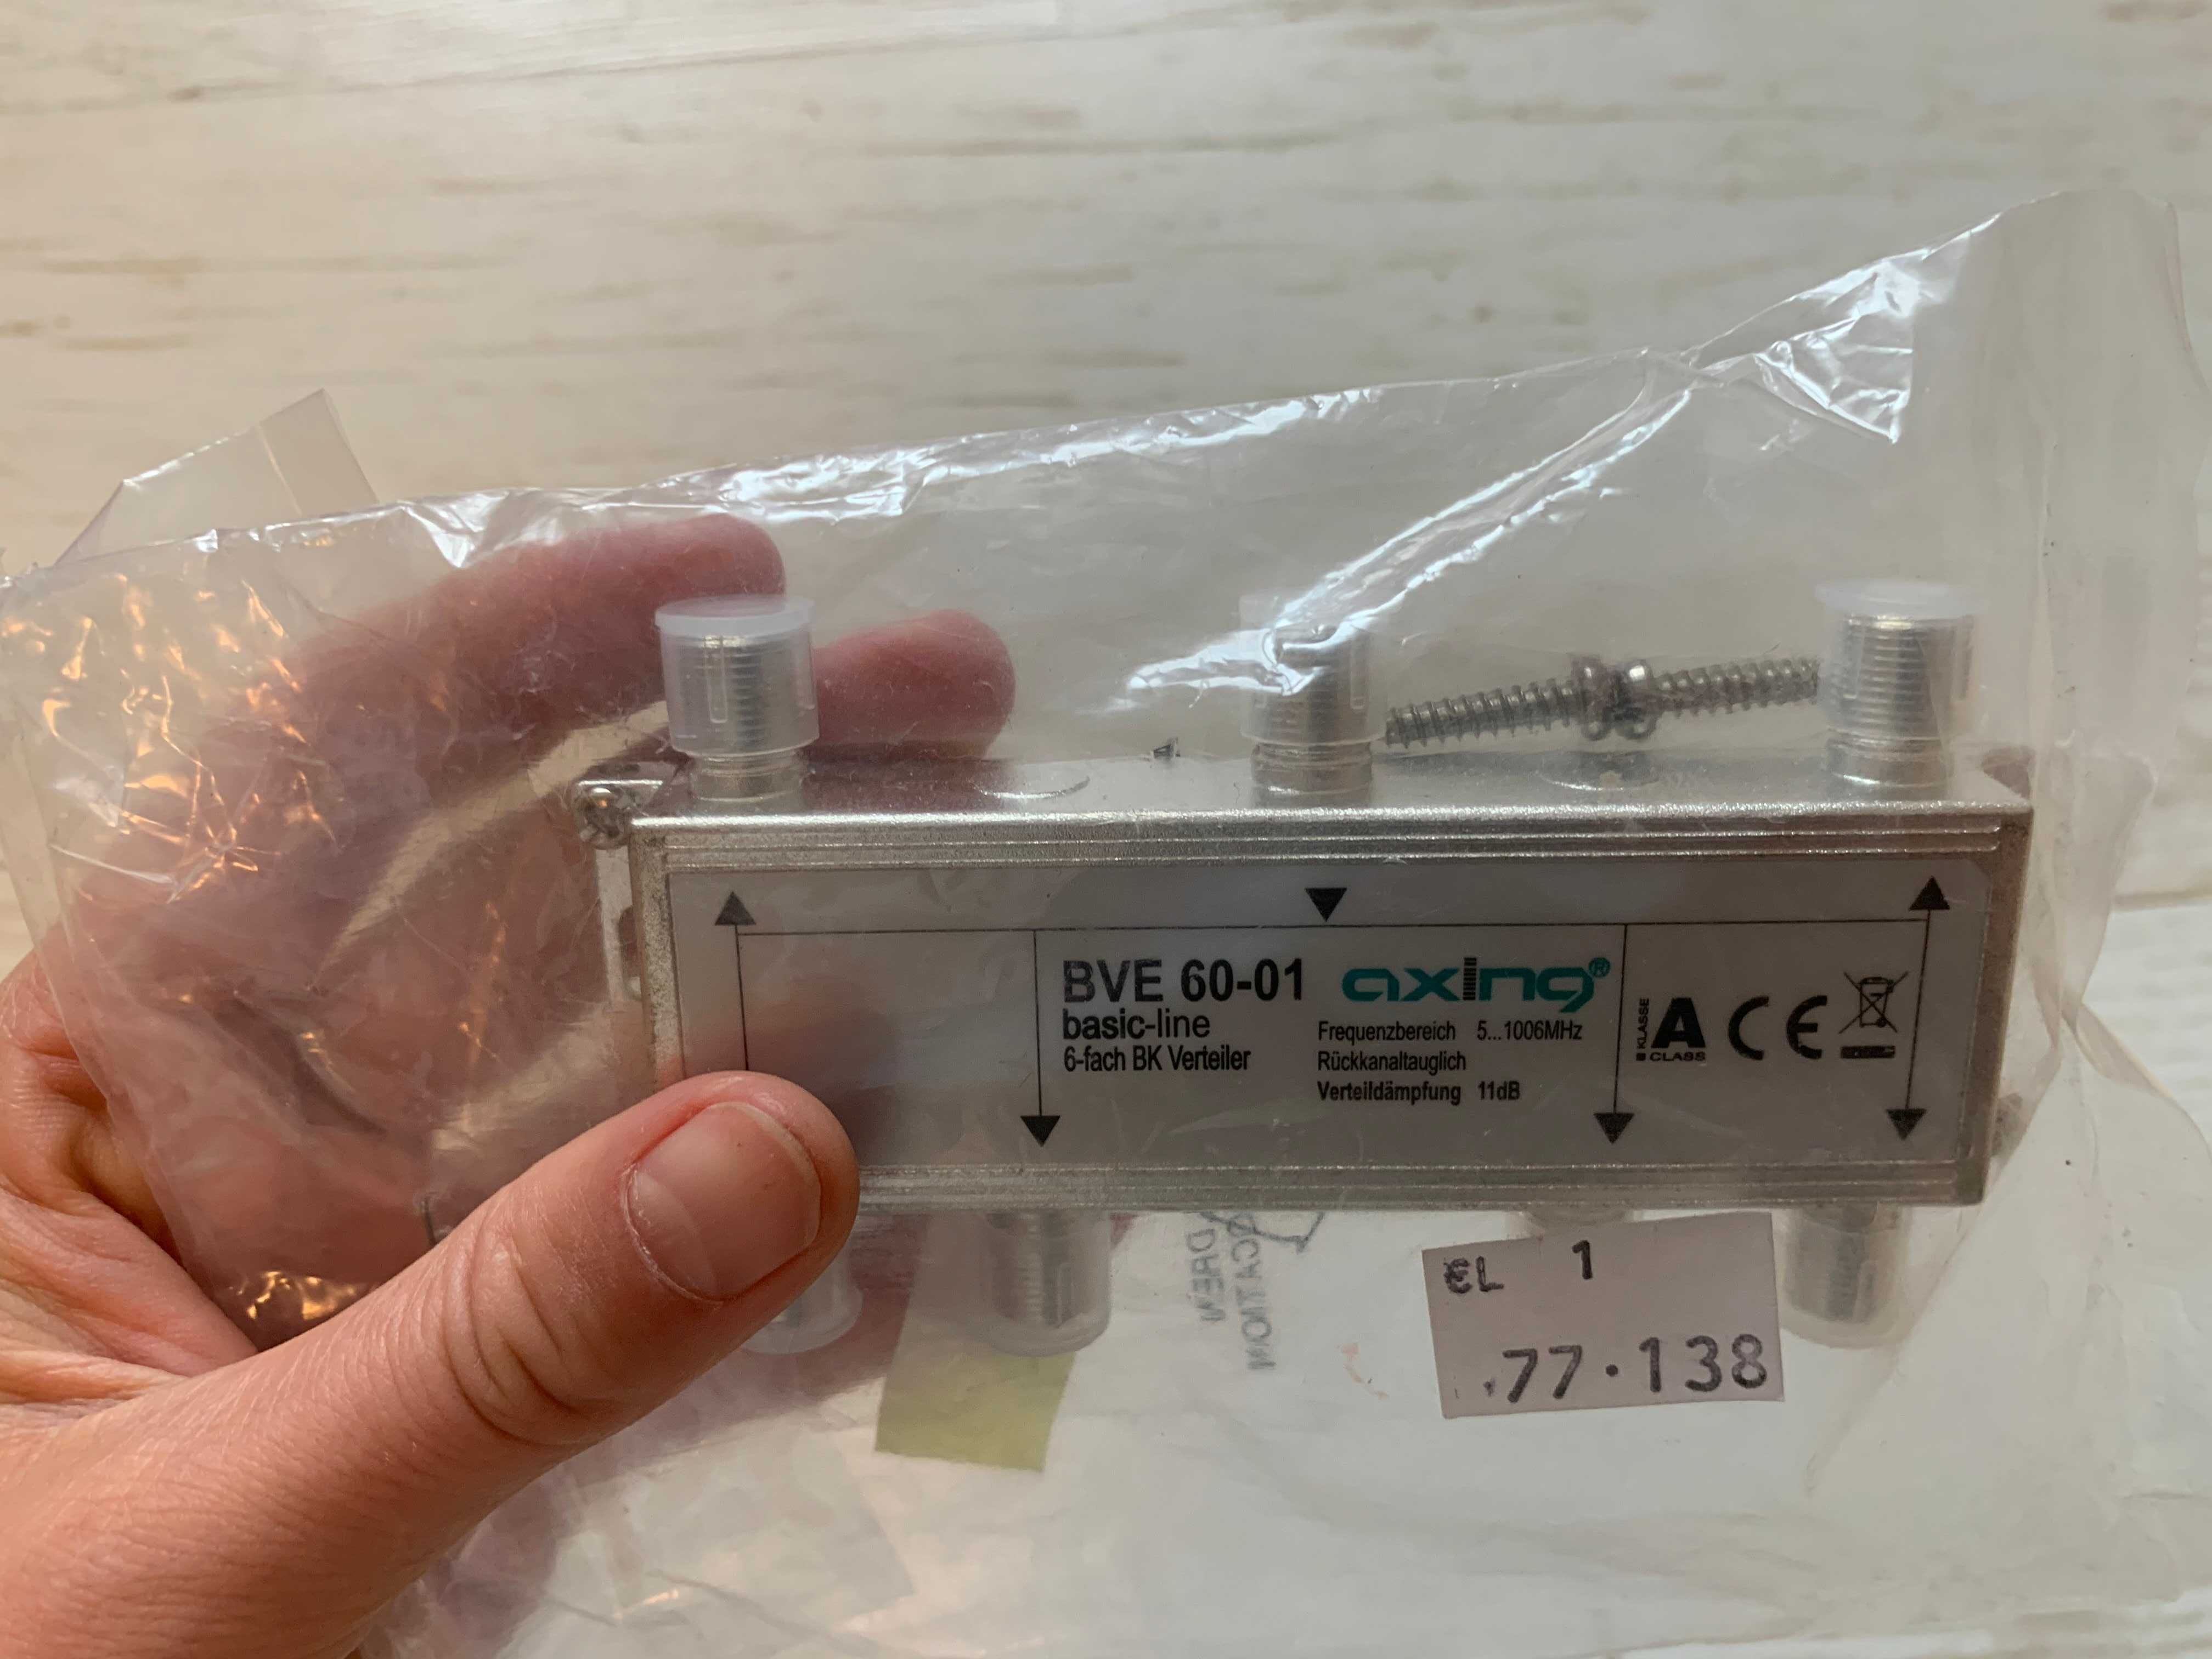 BVE 60-01
basic-line
6-fach BK Verteiler
axing®
Frequenzbereich 5...1006MHz
Rückkanaltauglich
Verteildämpfung 11dB
KLASSE
A
CLASS
CE
€L 1
.77.138